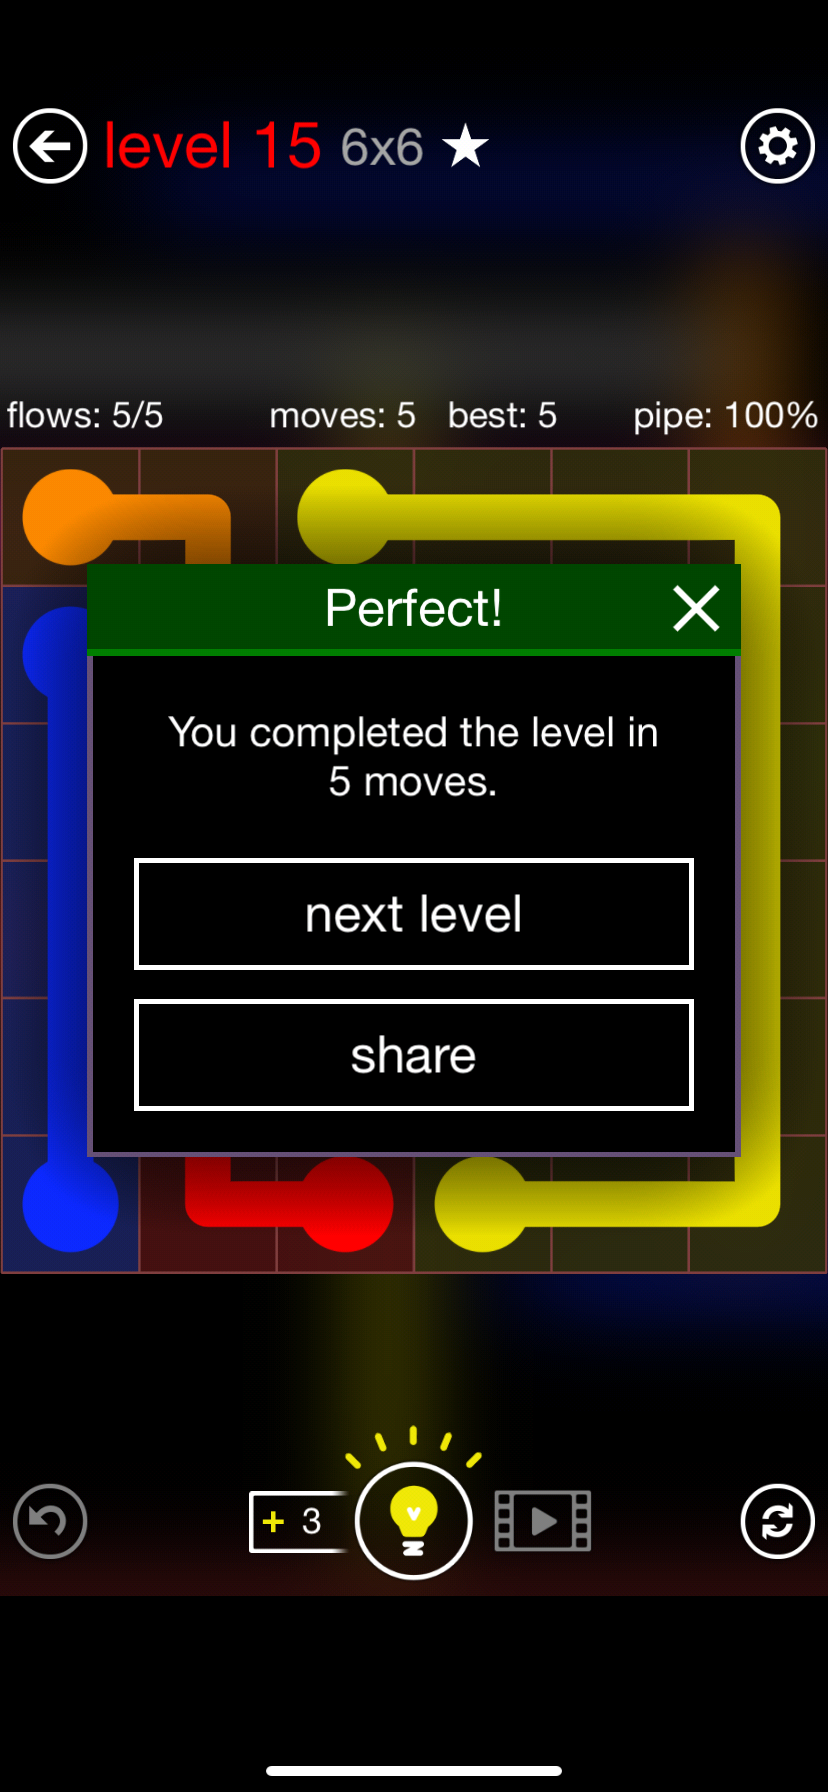 level 15 6x6
flows: 5/5 moves: 5 best: 5 pipe: 100%
Perfect!
You completed the level in
5 moves.
next level
share
+ 3